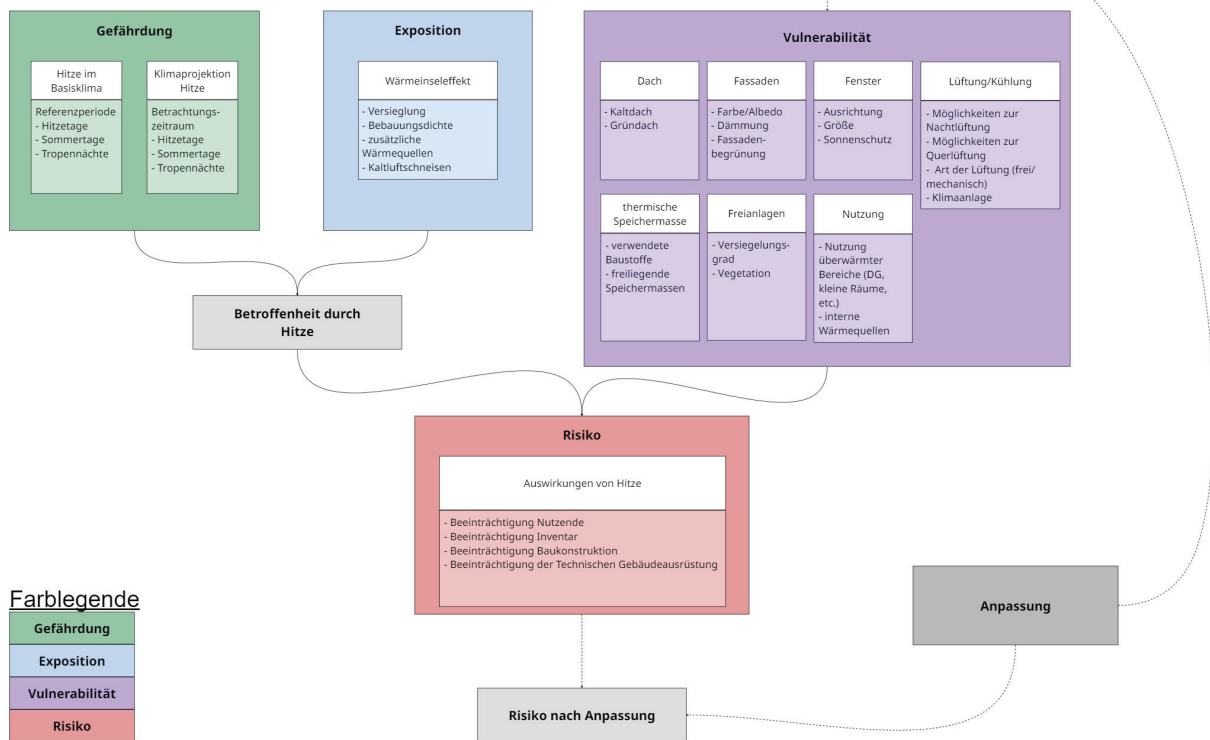 Gefährdung
Hitze im
Basisklima
Referenzperiode
- Hitzetage
- Sommertage
- Tropennächte
Klimaprojektion
Hitze
Betrachtungs-
zeitraum
- Hitzetage
- Sommertage
- Tropennächte
Exposition
Wärmeinseleffekt
- Versieglung
- Bebauungsdichte
- zusätzliche
Wärmequellen
- Kaltluftschneisen
Vulnerabilität
Dach
- Kaltdach
- Gründach
Fassaden
- Farbe/Albedo
- Dämmung
- Fassaden-
begrünung
Fenster
- Ausrichtung
- Größe
- Sonnenschutz
Lüftung/Kühlung
- Möglichkeiten zur
Nachtlüftung
- Möglichkeiten zur
Querlüftung
- Art der Lüftung (frei/
mechanisch)
- Klimaanlage
thermische
Speichermasse
- verwendete
Baustoffe
- freiliegende
Speichermassen
Freianlagen
- Versiegelungs-
grad
- Vegetation
Nutzung
- Nutzung
überwärmter
Bereiche (DG,
kleine Räume,
etc.)
- interne
Wärmequellen
Betroffenheit durch
Hitze
Risiko
Auswirkungen von Hitze
- Beeinträchtigung Nutzende
- Beeinträchtigung Inventar
- Beeinträchtigung Baukonstruktion
- Beeinträchtigung der Technischen Gebäudeausrüstung
Anpassung
Risiko nach Anpassung
Farblegende
Gefährdung
Exposition
Vulnerabilität
Risiko